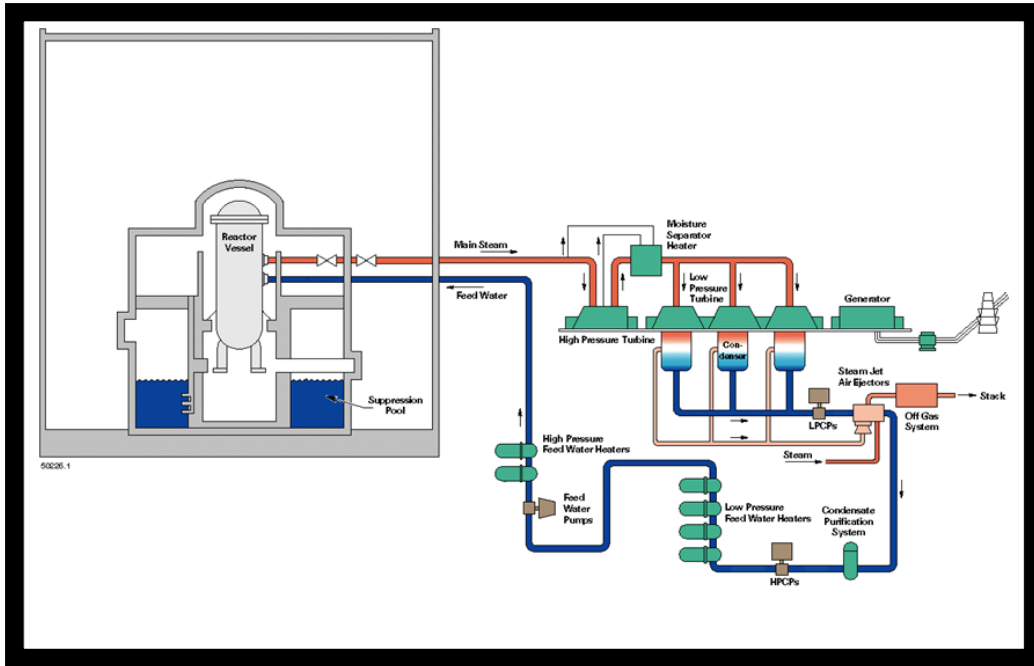 Reactor
Vessel
Main Steam
Feed Water
Moisture
Separator
Heater
Low
Pressure
Turbine
Generator
High Pressure Turbine
Con-
denser
Steam Jet
Air Ejectors
Stack
Off Gas
System
LPCPs
Steam
Suppression
Pool
High Pressure
Feed Water Heaters
Feed
Water
Pumps
Low Pressure
Feed Water Heaters
Condensate
Purification
System
HPCPs
50226.1